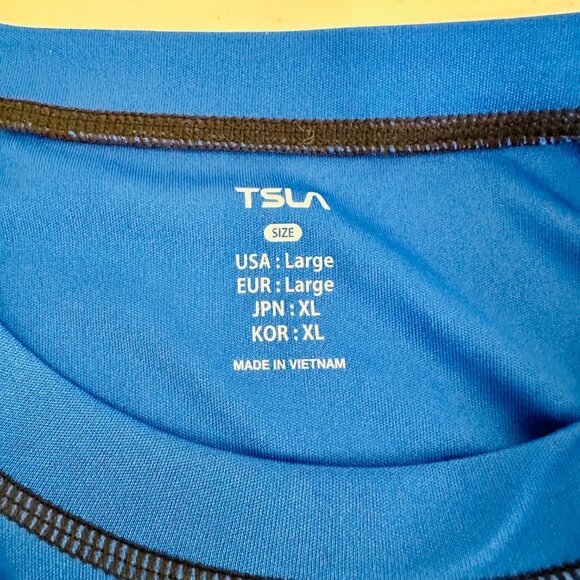 TSLA
SIZE
USA : Large
EUR : Large
JPN : XL
KOR : XL
MADE IN VIETNAM